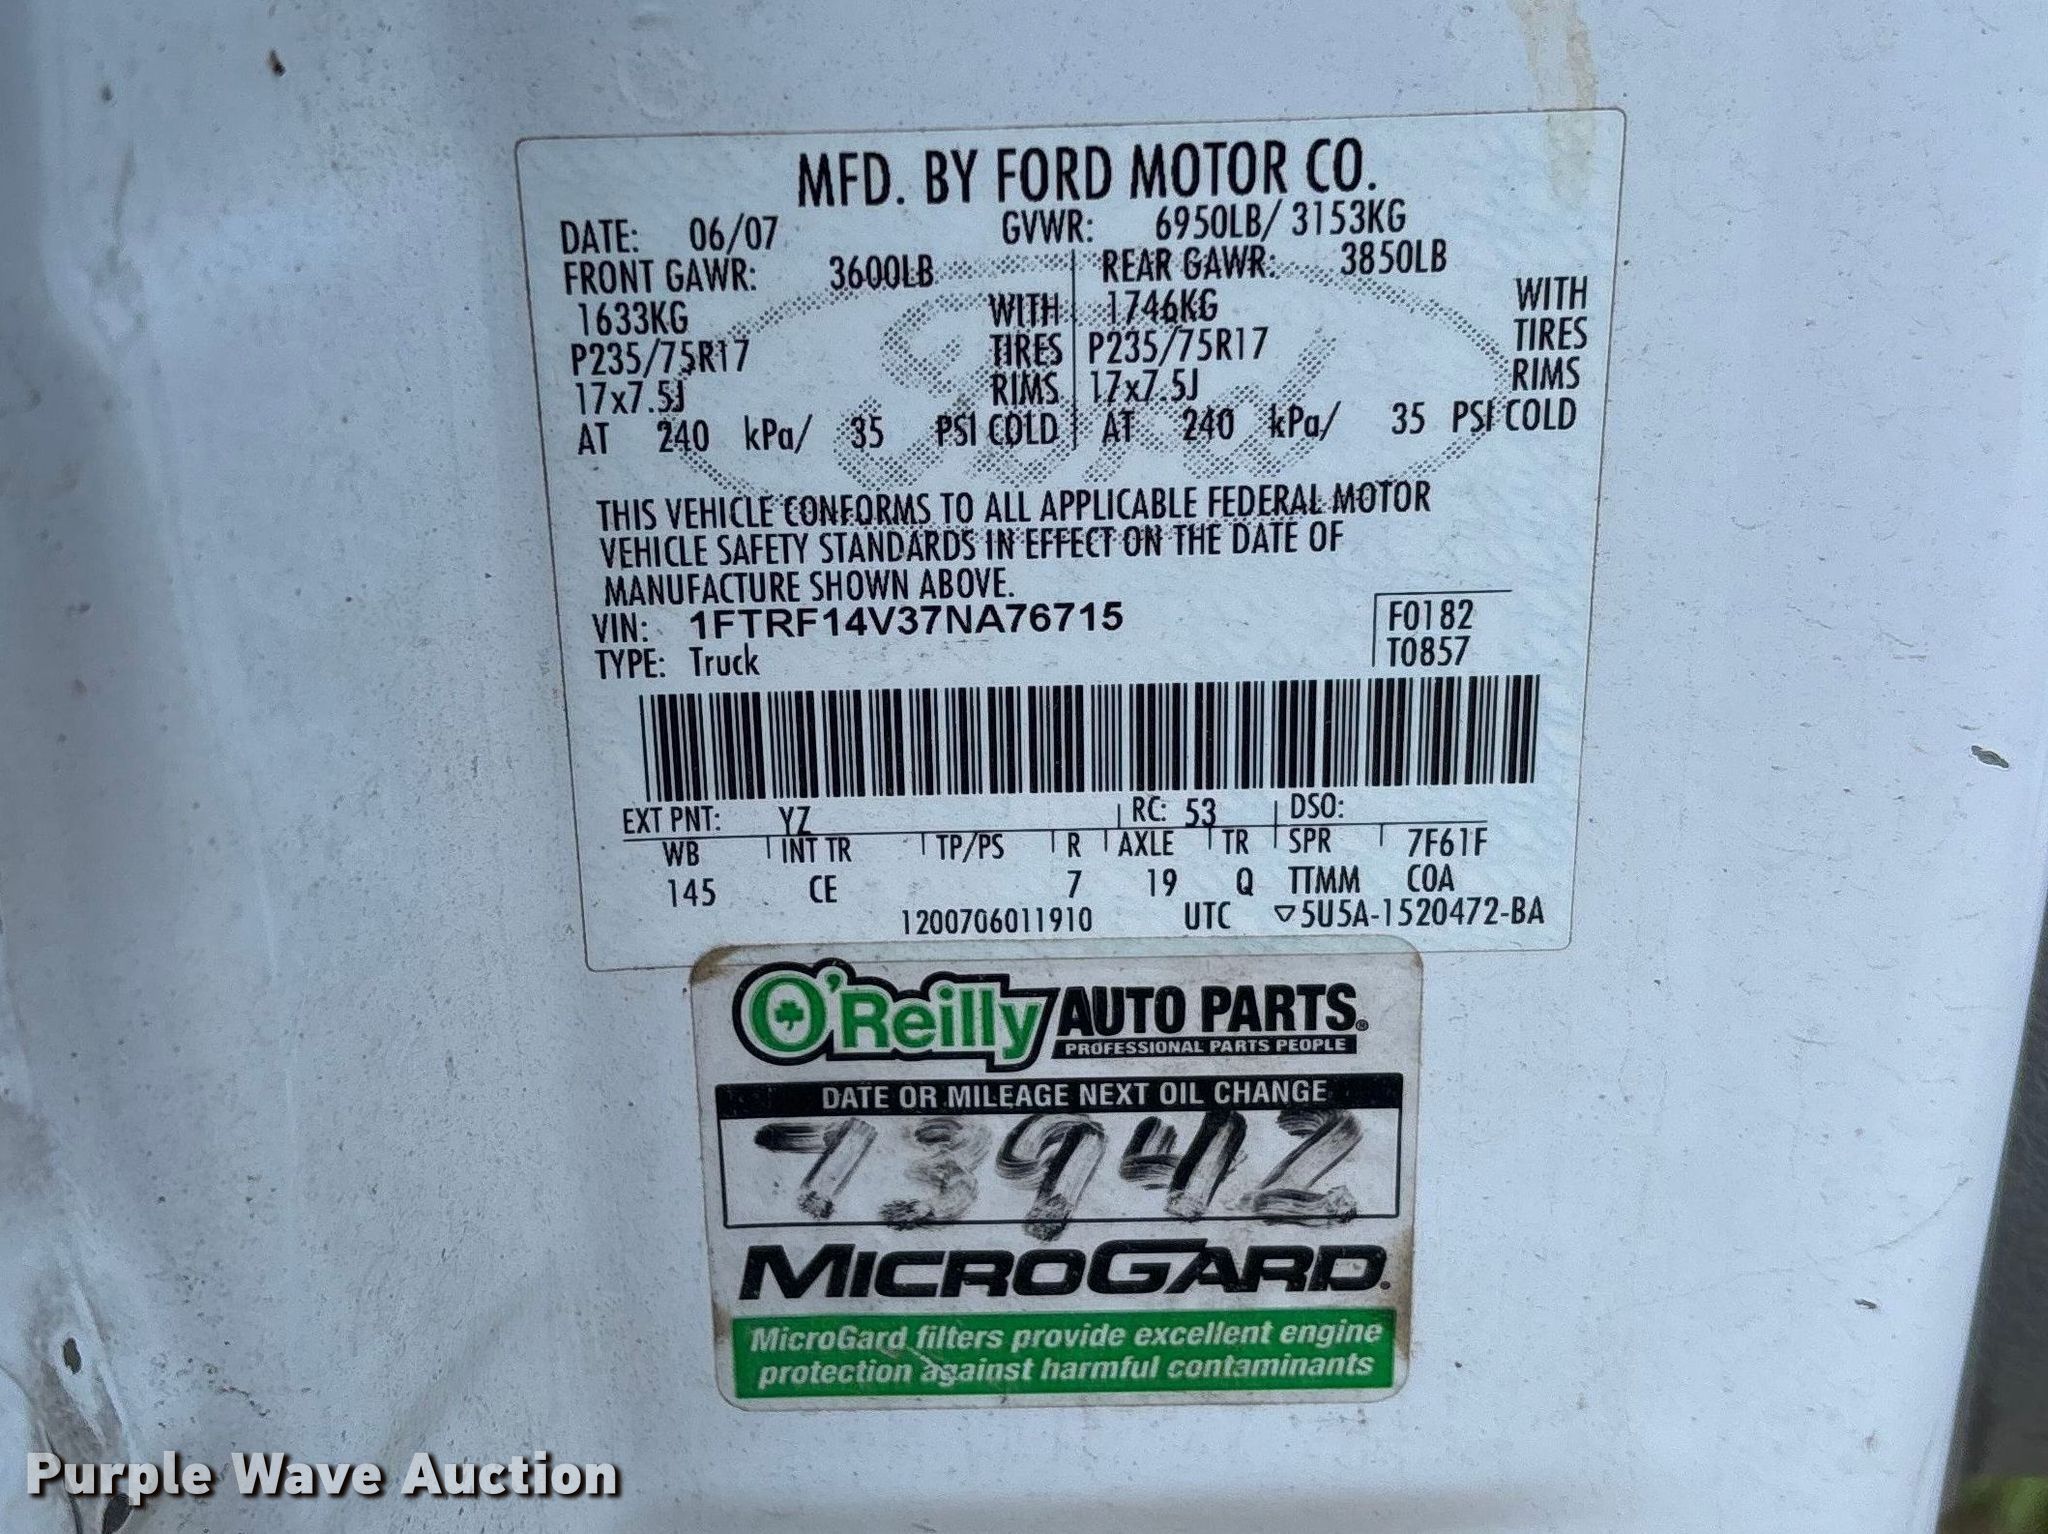 MFD. BY FORD MOTOR CO.
DATE: 06/07 GVWR: 6950LB/ 3153KG
FRONT GAWR: 3600LB REAR GAWR: 3850LB
1633KG WITH 1746KG WITH
P235/75R17 TIRES P235/75R17 TIRES
17x7.5J RIMS 17x7.5J RIMS
AT 240 kPa/ 35 PSI COLD AT 240 kPa/ 35 PSI COLD
THIS VEHICLE CONFORMS TO ALL APPLICABLE FEDERAL MOTOR
VEHICLE SAFETY STANDARDS IN EFFECT ON THE DATE OF
MANUFACTURE SHOWN ABOVE.
VIN: 1FTRF14V37NA76715 F0182
TYPE: Truck T0857
EXT PNT: YZ RC: 53 DSO:
WB INT TR TP/PS R AXLE TR SPR 7F61F
145 CE 7 19 Q TTMM COA
1200706011910 UTC ▽5U5A-1520472-BA
O'Reilly AUTO PARTS®
PROFESSIONAL PARTS PEOPLE
DATE OR MILEAGE NEXT OIL CHANGE
73942
MICROGARD®
MicroGard filters provide excellent engine
protection against harmful contaminants
Purple Wave Auction